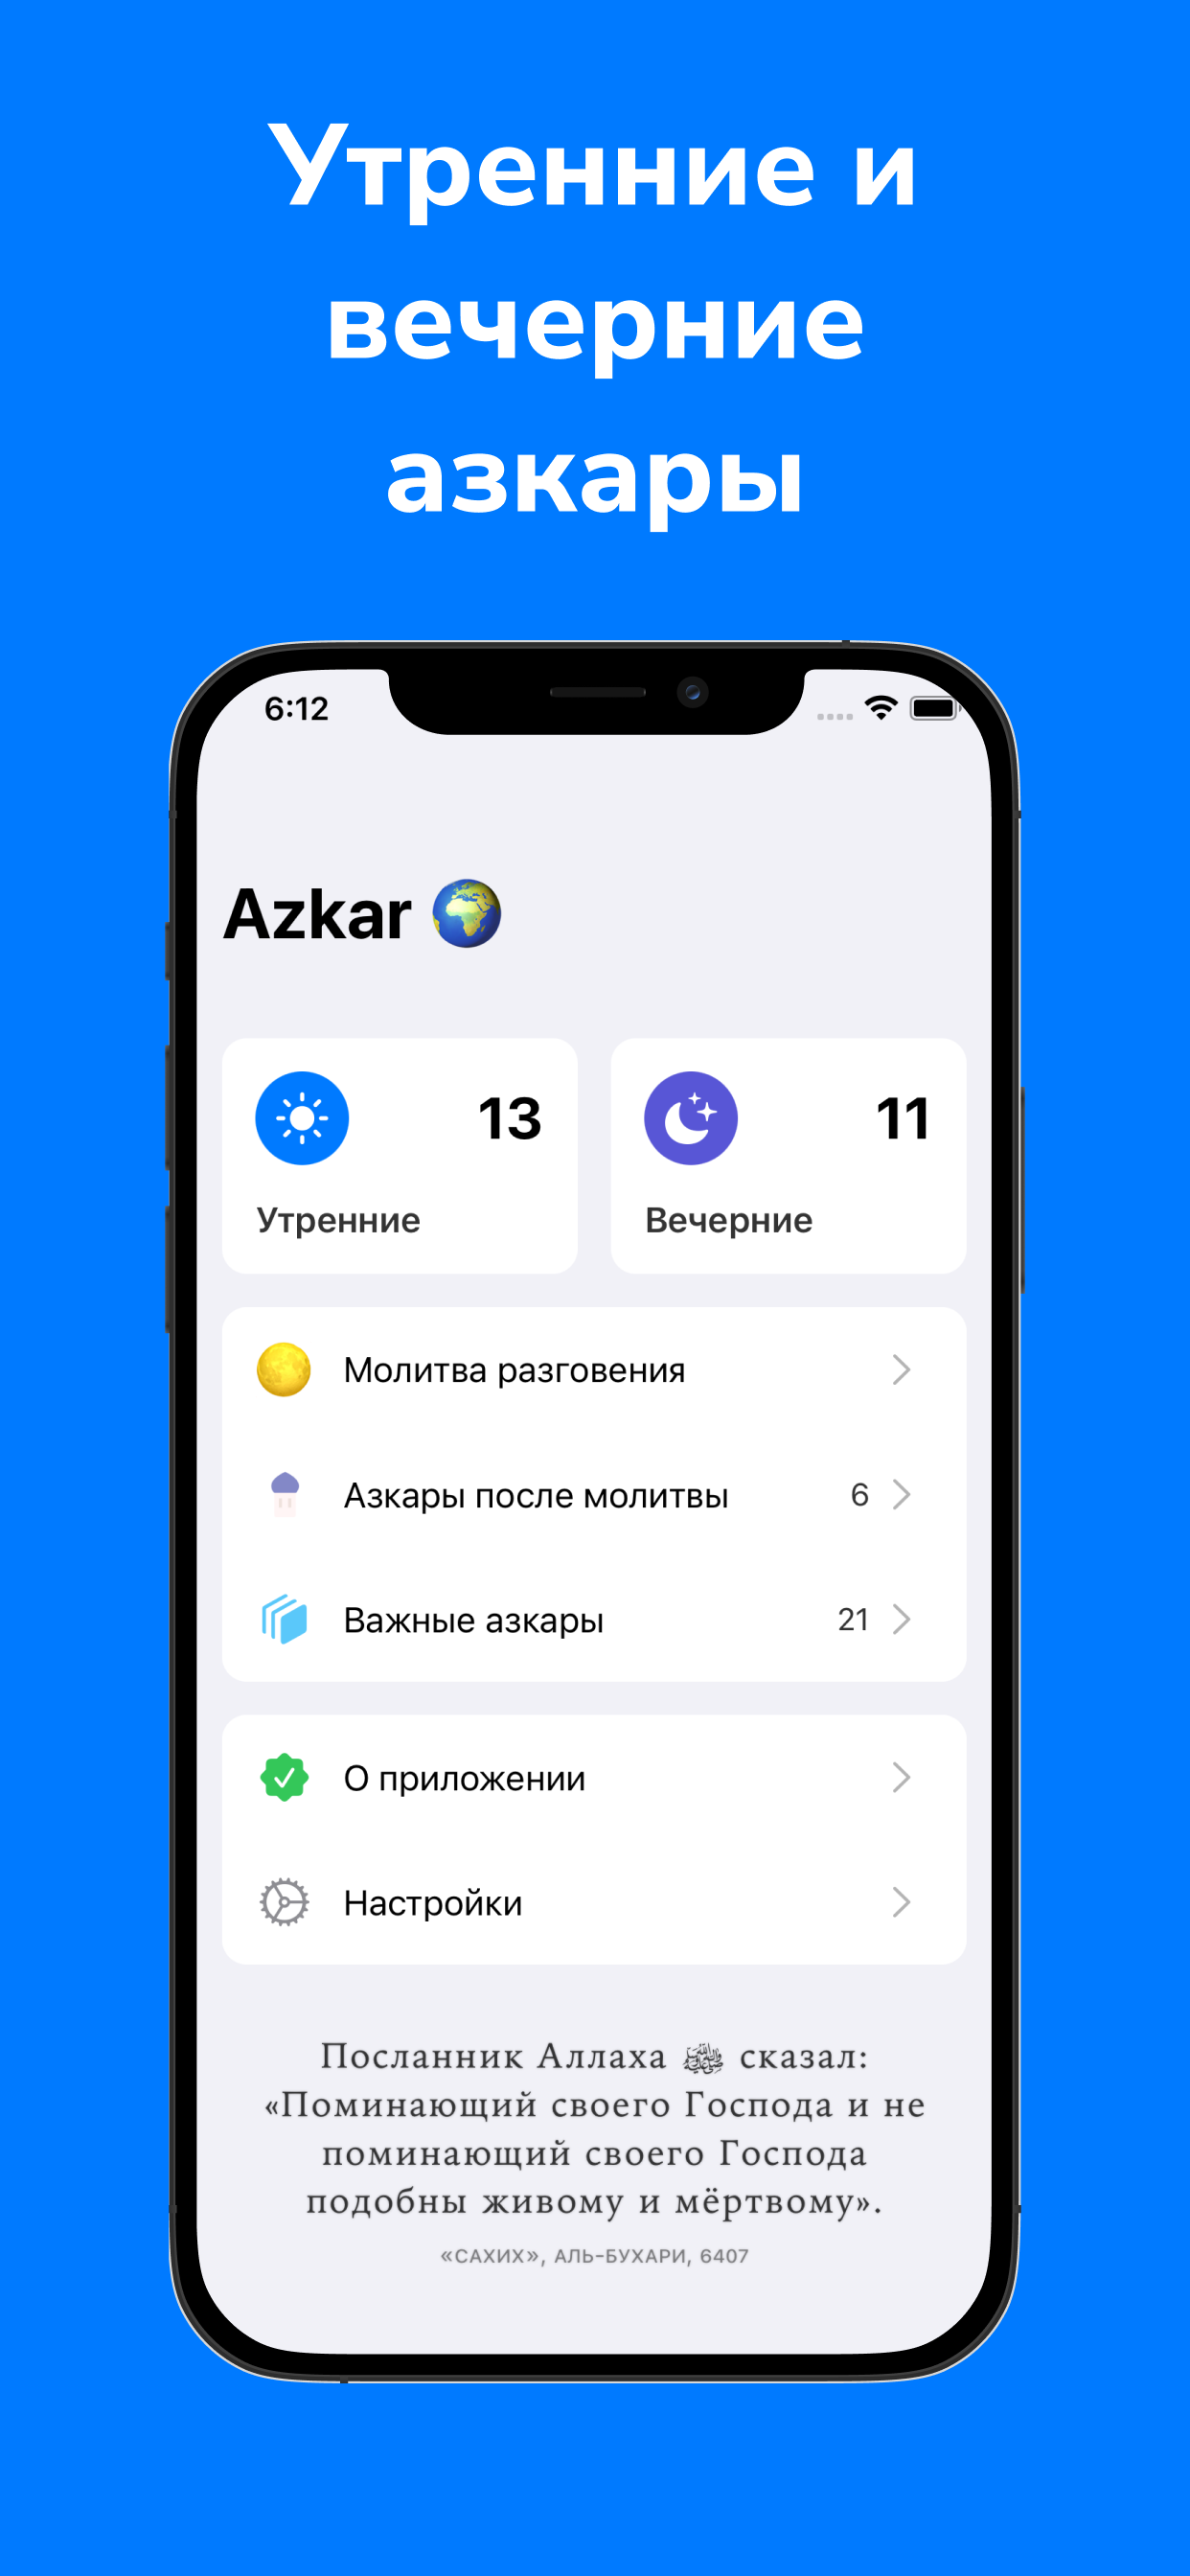 Утренние и
вечерние
азкары
6:12
Azkar
13
Утренние
11
Вечерние
Молитва разговения
Азкары после молитвы 6
Важные азкары 21
О приложении
Настройки
Посланник Аллаха ﷺ сказал:
«Поминающий своего Господа и не
поминающий своего Господа
подобны живому и мёртвому».
«САХИХ», АЛЬ-БУХАРИ, 6407